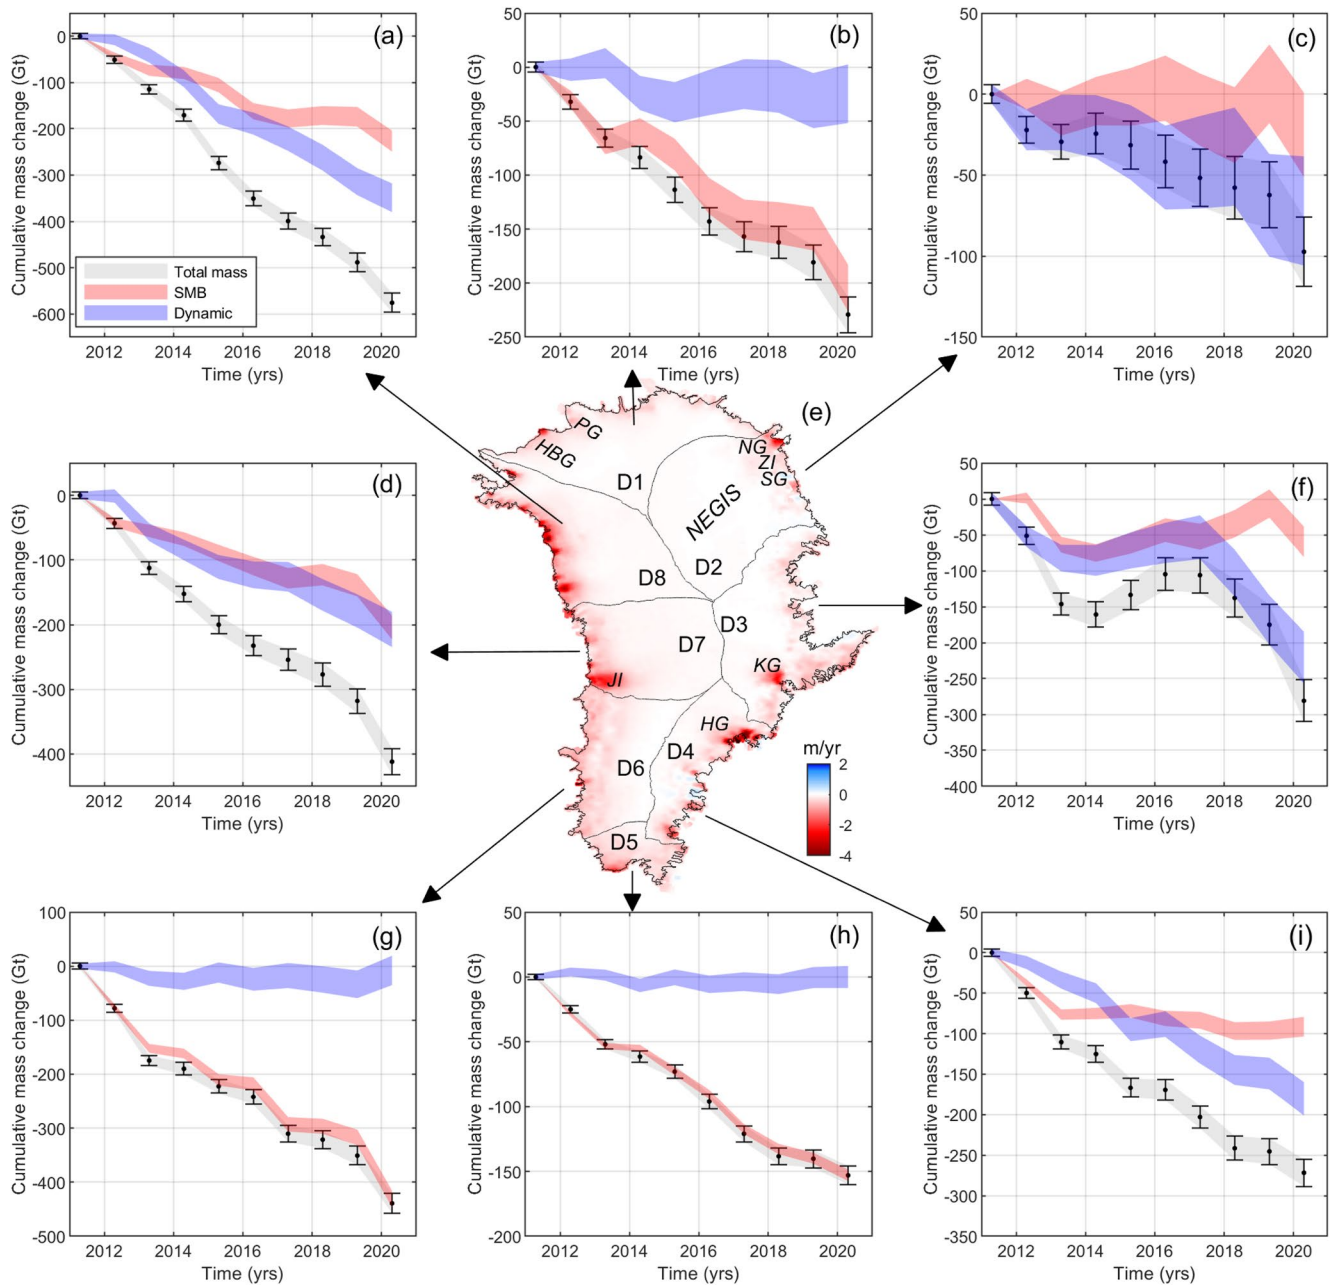 (a)
0
-100
-200
-300
-400
-500
-600
Cumulative mass change (Gt)
Total mass
SMB
Dynamic
2012 2014 2016 2018 2020
Time (yrs)
(b)
50
0
-50
-100
-150
-200
-250
Cumulative mass change (Gt)
2012 2014 2016 2018 2020
Time (yrs)
(c)
50
0
-50
-100
-150
Cumulative mass change (Gt)
2012 2014 2016 2018 2020
Time (yrs)
(d)
0
-100
-200
-300
-400
Cumulative mass change (Gt)
2012 2014 2016 2018 2020
Time (yrs)
(e)
PG
HBG
NG
ZI
SG
D1
NEGIS
D2
D8
D3
D7
KG
JI
HG
D4
D6
D5
m/yr
2
0
-2
-4
(f)
50
0
-50
-100
-150
-200
-250
-300
-350
-400
Cumulative mass change (Gt)
2012 2014 2016 2018 2020
Time (yrs)
(g)
100
0
-100
-200
-300
-400
-500
Cumulative mass change (Gt)
2012 2014 2016 2018 2020
Time (yrs)
(h)
50
0
-50
-100
-150
-200
Cumulative mass change (Gt)
2012 2014 2016 2018 2020
Time (yrs)
(i)
50
0
-50
-100
-150
-200
-250
-300
-350
Cumulative mass change (Gt)
2012 2014 2016 2018 2020
Time (yrs)